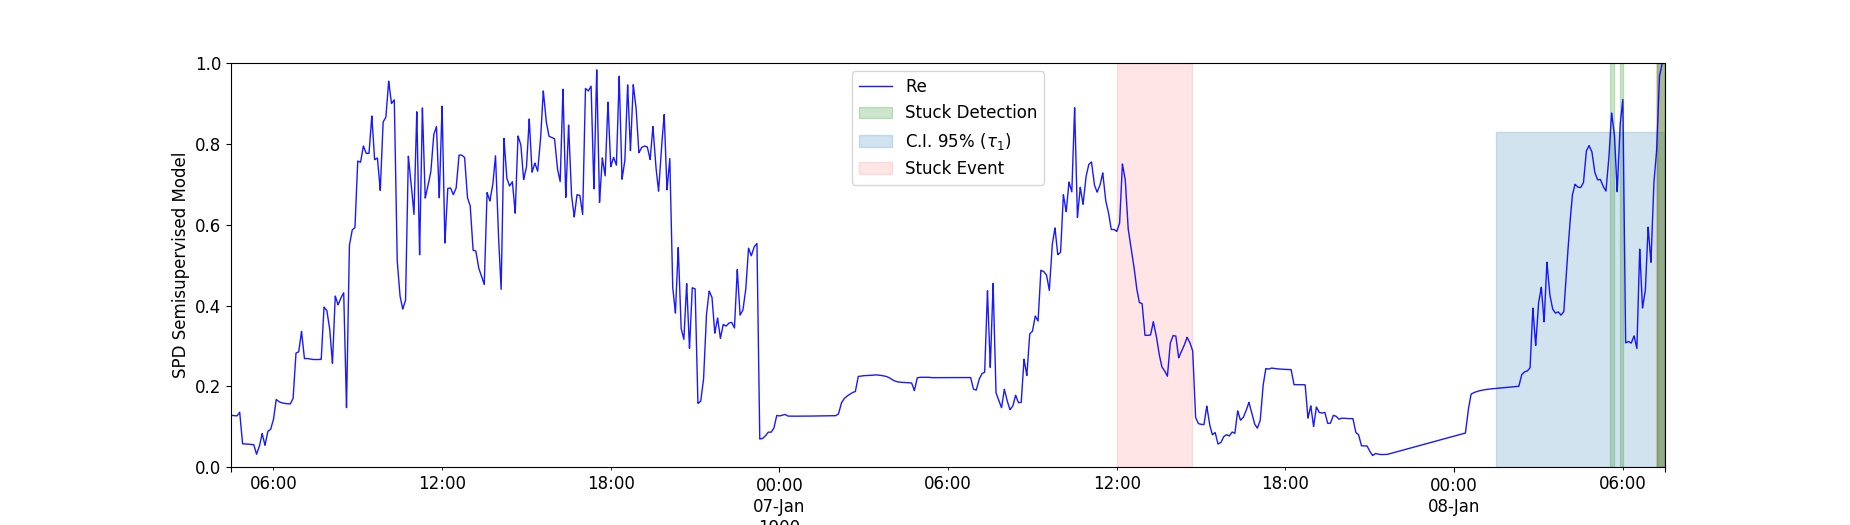 1.0
0.8
0.6
0.4
0.2
0.0
SPD Semisupervised Model
Re
Stuck Detection
C.I. 95% (τ₁)
Stuck Event
06:00 12:00 18:00 00:00 06:00 12:00 18:00 00:00 06:00
07-Jan 08-Jan
1900